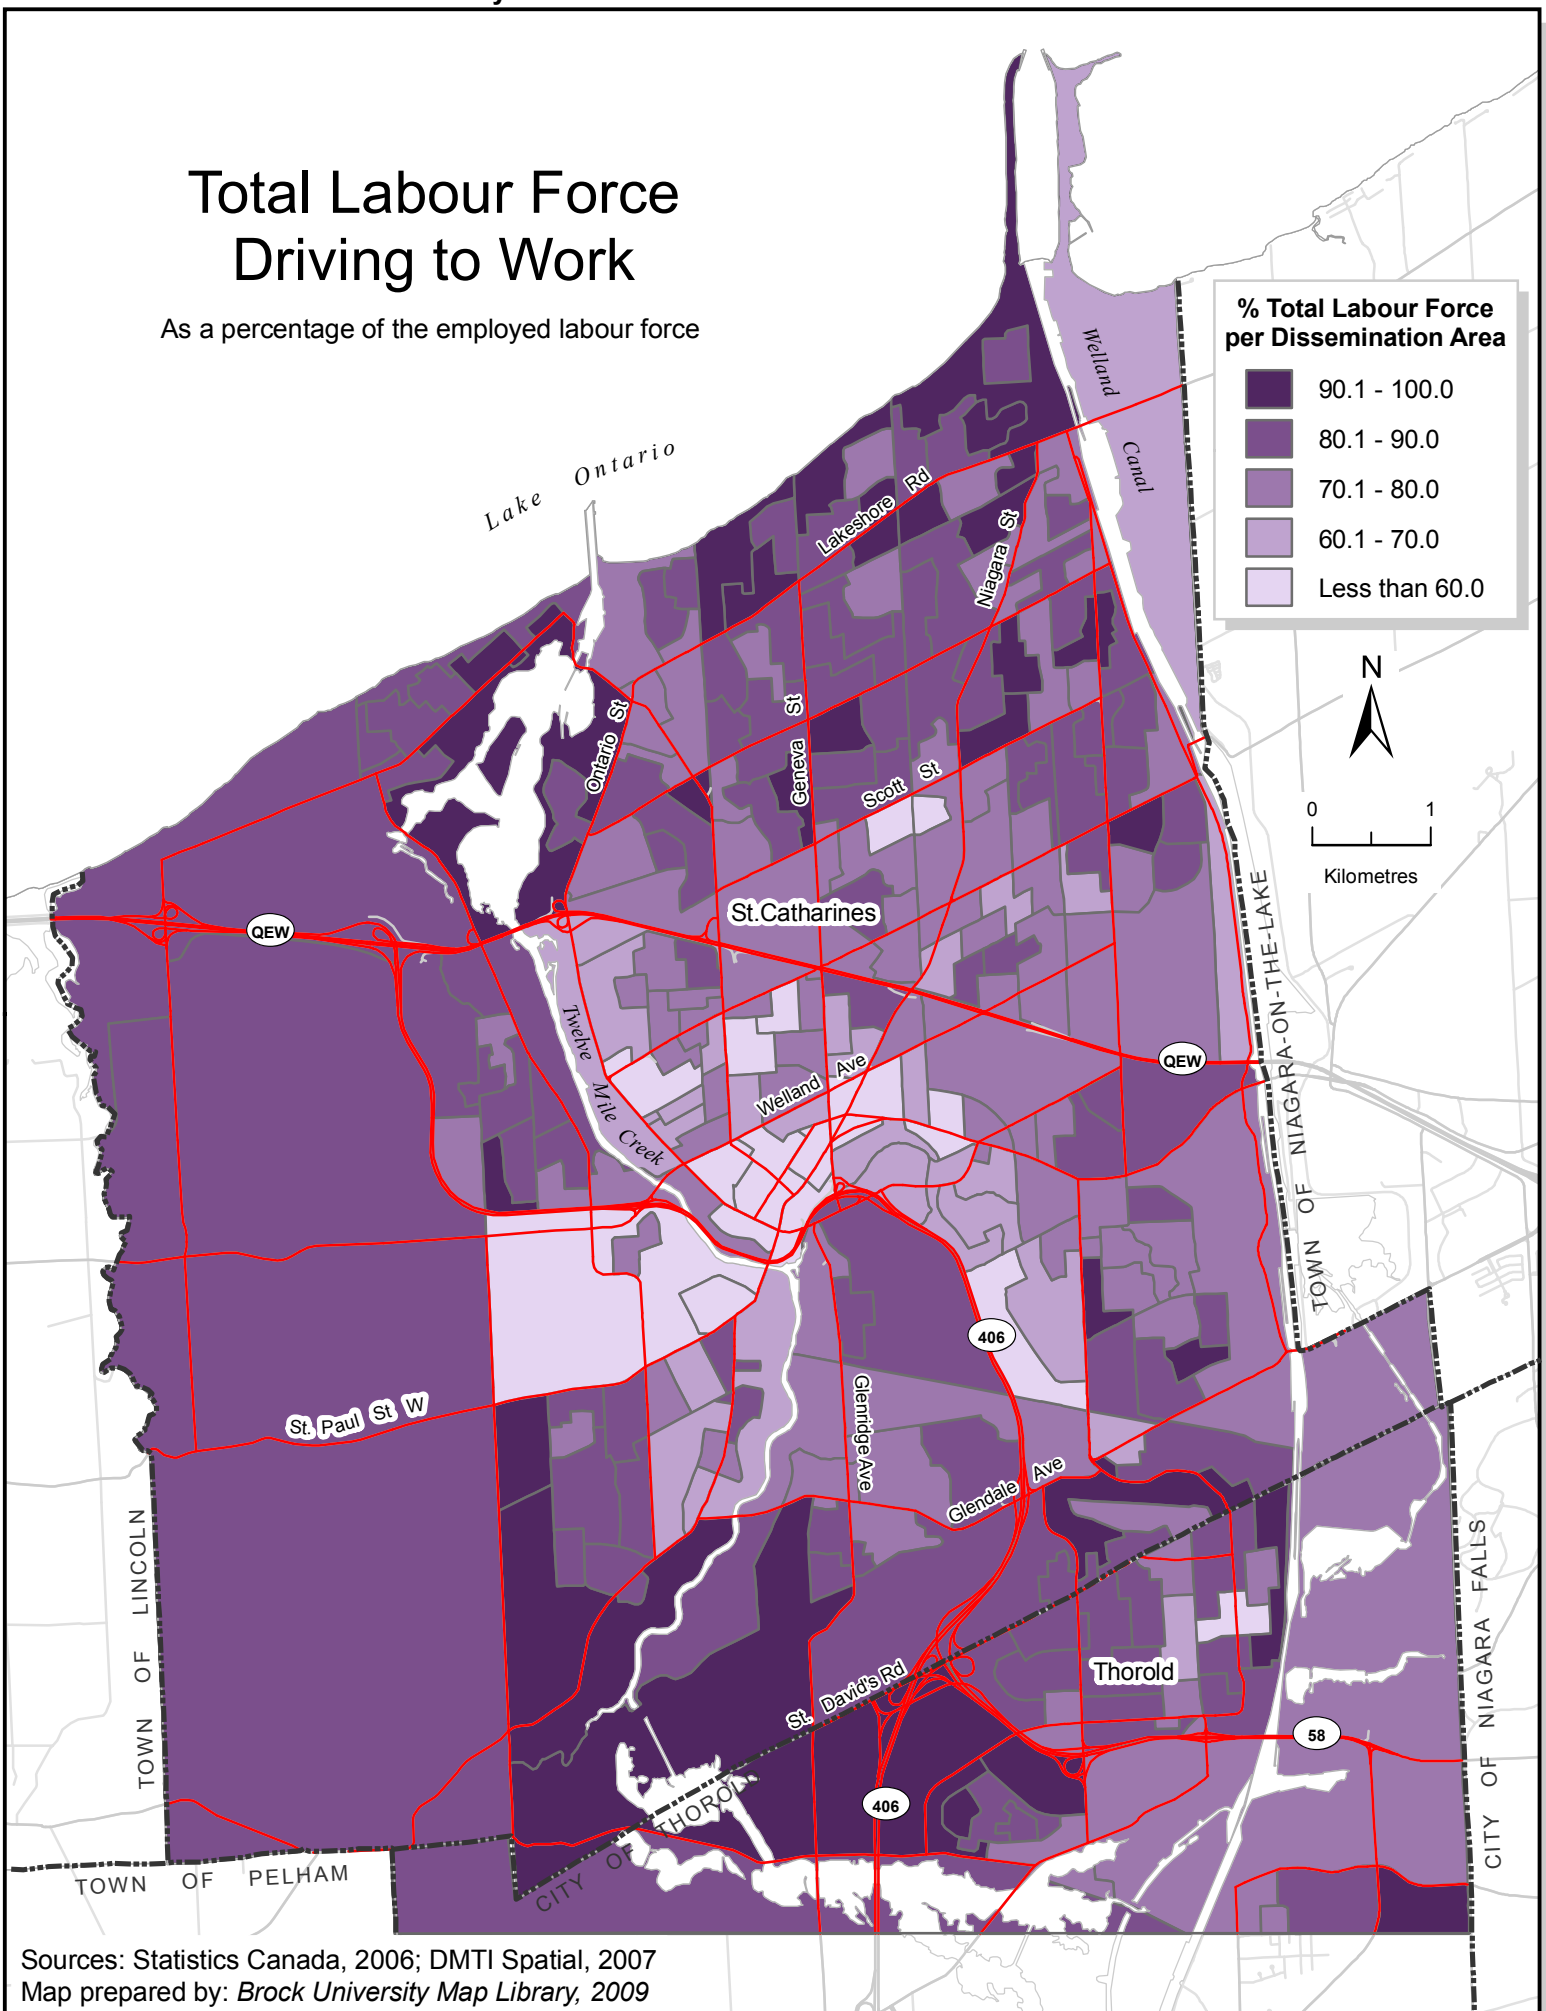 Total Labour Force
Driving to Work
As a percentage of the employed labour force
% Total Labour Force
per Dissemination Area
90.1 - 100.0
80.1 - 90.0
70.1 - 80.0
60.1 - 70.0
Less than 60.0
N
0 1
Kilometres
Lake Ontario
Welland
Canal
Lakeshore Rd
Niagara St
Ontario St
Geneva St
Scott St
St.Catharines
QEW
Twelve Mile Creek
Welland Ave
QEW
TOWN OF NIAGARA-ON-THE-LAKE
406
St. Paul St W
Glenridge Ave
Glendale Ave
TOWN OF LINCOLN
Thorold
St. David's Rd
58
406
CITY OF THOROLD
CITY OF NIAGARA FALLS
TOWN OF PELHAM
Sources: Statistics Canada, 2006; DMTI Spatial, 2007
Map prepared by: Brock University Map Library, 2009